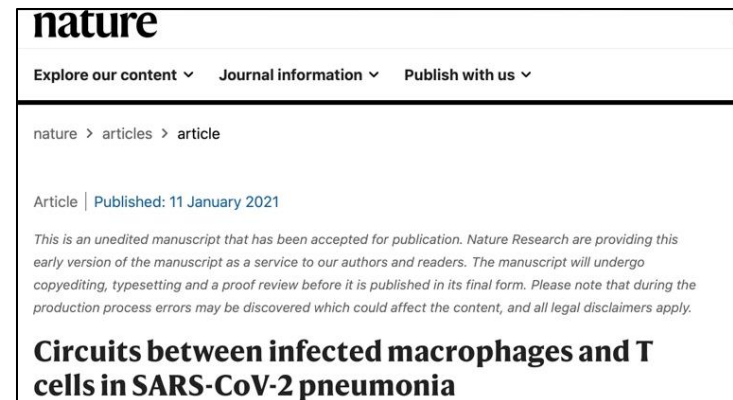 nature
Explore our content Journal information Publish with us
nature > articles > article
Article | Published: 11 January 2021
This is an unedited manuscript that has been accepted for publication. Nature Research are providing this
early version of the manuscript as a service to our authors and readers. The manuscript will undergo
copyediting, typesetting and a proof review before it is published in its final form. Please note that during the
production process errors may be discovered which could affect the content, and all legal disclaimers apply.
Circuits between infected macrophages and T
cells in SARS-CoV-2 pneumonia